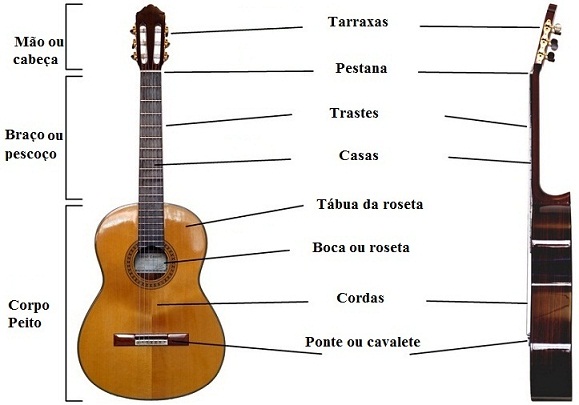 Mão ou
cabeça
Braço ou
pescoço
Corpo
Peito
Tarraxas
Pestana
Trastes
Casas
Tábua da roseta
Boca ou roseta
Cordas
Ponte ou cavalete